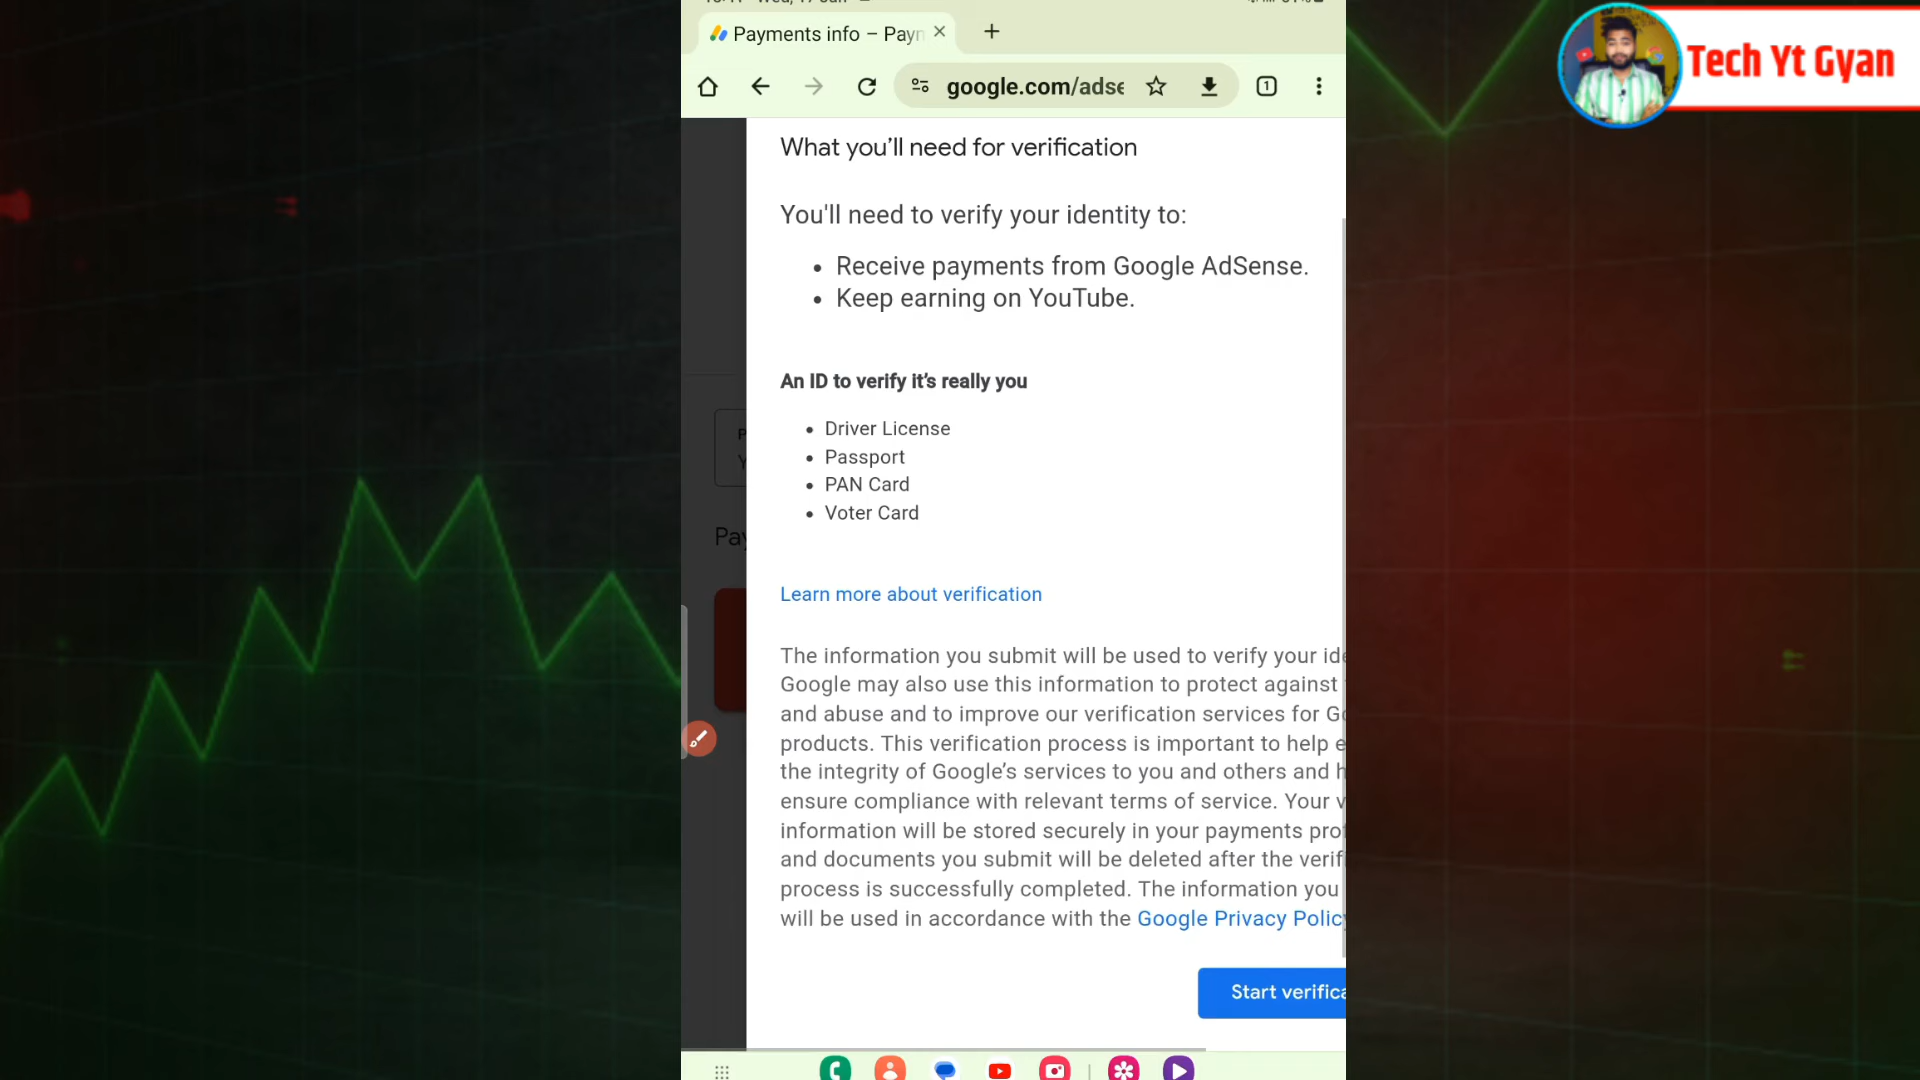 Tech Yt Gyan
Payments info – Payn
google.com/adse
1
What you'll need for verification
You'll need to verify your identity to:
• Receive payments from Google AdSense.
• Keep earning on YouTube.
An ID to verify it's really you
• Driver License
• Passport
• PAN Card
• Voter Card
Pay
Learn more about verification
The information you submit will be used to verify your ide
Google may also use this information to protect against
and abuse and to improve our verification services for Go
products. This verification process is important to help e
the integrity of Google's services to you and others and h
ensure compliance with relevant terms of service. Your v
information will be stored securely in your payments prof
and documents you submit will be deleted after the verifi
process is successfully completed. The information you
will be used in accordance with the Google Privacy Policy
Start verifica